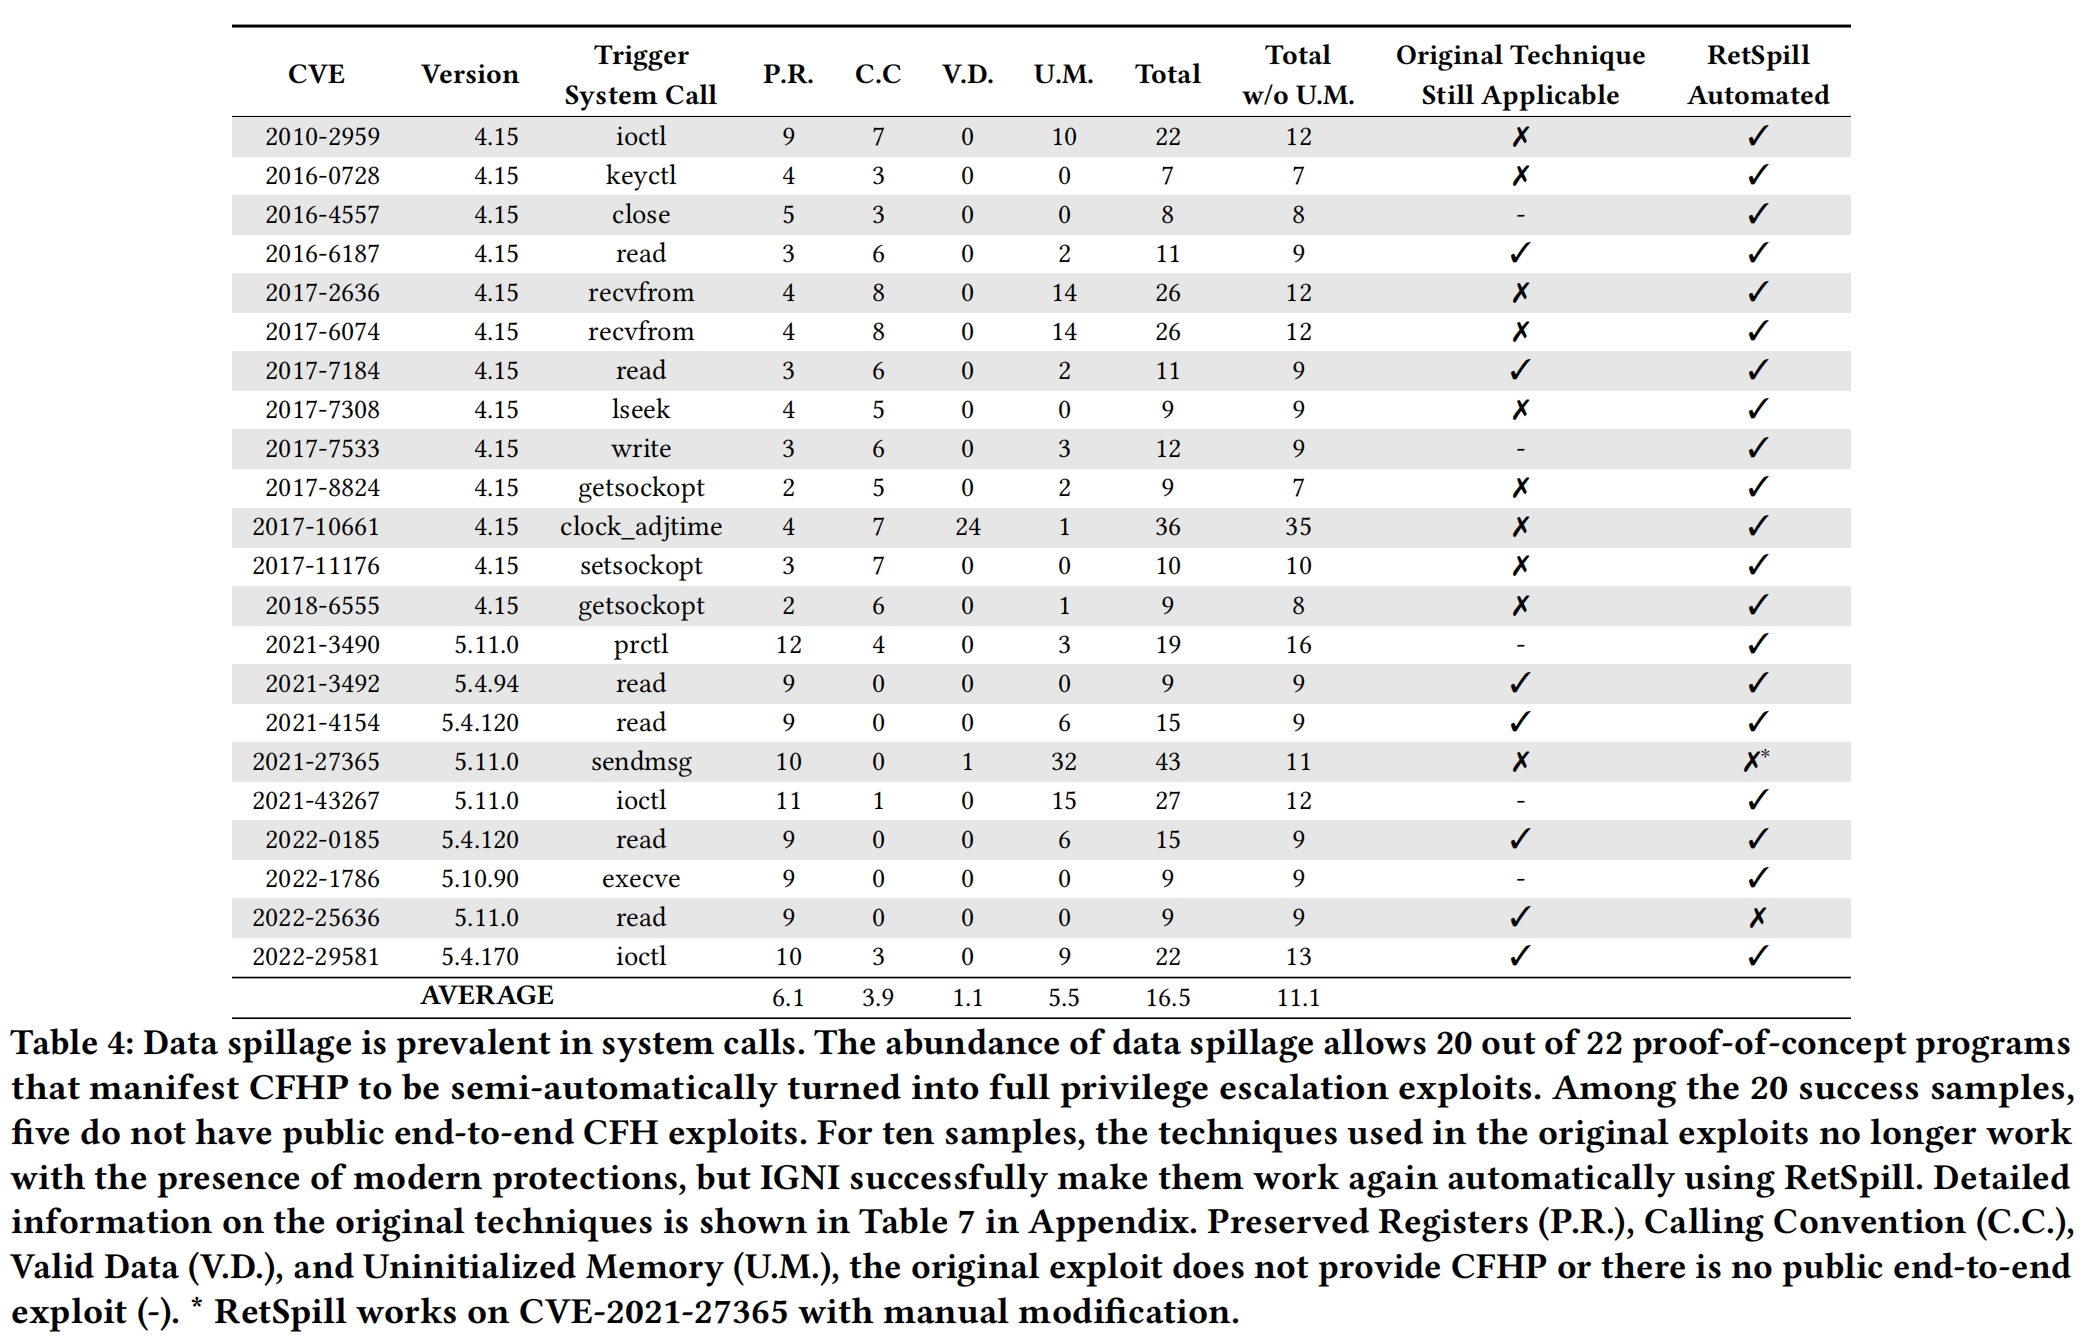 CVE Version Trigger System Call P.R. C.C V.D. U.M. Total Total w/o U.M. Original Technique Still Applicable RetSpill Automated
2010-2959 4.15 ioctl 9 7 0 10 22 12 ✗ ✓
2016-0728 4.15 keyctl 4 3 0 0 7 7 ✗ ✓
2016-4557 4.15 close 5 3 0 0 8 8 - ✓
2016-6187 4.15 read 3 6 0 2 11 9 ✓ ✓
2017-2636 4.15 recvfrom 4 8 0 14 26 12 ✗ ✓
2017-6074 4.15 recvfrom 4 8 0 14 26 12 ✗ ✓
2017-7184 4.15 read 3 6 0 2 11 9 ✓ ✓
2017-7308 4.15 lseek 4 5 0 0 9 9 ✗ ✓
2017-7533 4.15 write 3 6 0 3 12 9 - ✓
2017-8824 4.15 getsockopt 2 5 0 2 9 7 ✗ ✓
2017-10661 4.15 clock_adjtime 4 7 24 1 36 35 ✗ ✓
2017-11176 4.15 setsockopt 3 7 0 0 10 10 ✗ ✓
2018-6555 4.15 getsockopt 2 6 0 1 9 8 ✗ ✓
2021-3490 5.11.0 prctl 12 4 0 3 19 16 - ✓
2021-3492 5.4.94 read 9 0 0 0 9 9 ✓ ✓
2021-4154 5.4.120 read 9 0 0 6 15 9 ✓ ✓
2021-27365 5.11.0 sendmsg 10 0 1 32 43 11 ✗ ✗*
2021-43267 5.11.0 ioctl 11 1 0 15 27 12 - ✓
2022-0185 5.4.120 read 9 0 0 6 15 9 ✓ ✓
2022-1786 5.10.90 execve 9 0 0 0 9 9 - ✓
2022-25636 5.11.0 read 9 0 0 0 9 9 ✓ ✗
2022-29581 5.4.170 ioctl 10 3 0 9 22 13 ✓ ✓
AVERAGE 6.1 3.9 1.1 5.5 16.5 11.1
Table 4: Data spillage is prevalent in system calls. The abundance of data spillage allows 20 out of 22 proof-of-concept programs
that manifest CFHP to be semi-automatically turned into full privilege escalation exploits. Among the 20 success samples,
five do not have public end-to-end CFH exploits. For ten samples, the techniques used in the original exploits no longer work
with the presence of modern protections, but IGNI successfully make them work again automatically using RetSpill. Detailed
information on the original techniques is shown in Table 7 in Appendix. Preserved Registers (P.R.), Calling Convention (C.C.),
Valid Data (V.D.), and Uninitialized Memory (U.M.), the original exploit does not provide CFHP or there is no public end-to-end
exploit (-). * RetSpill works on CVE-2021-27365 with manual modification.